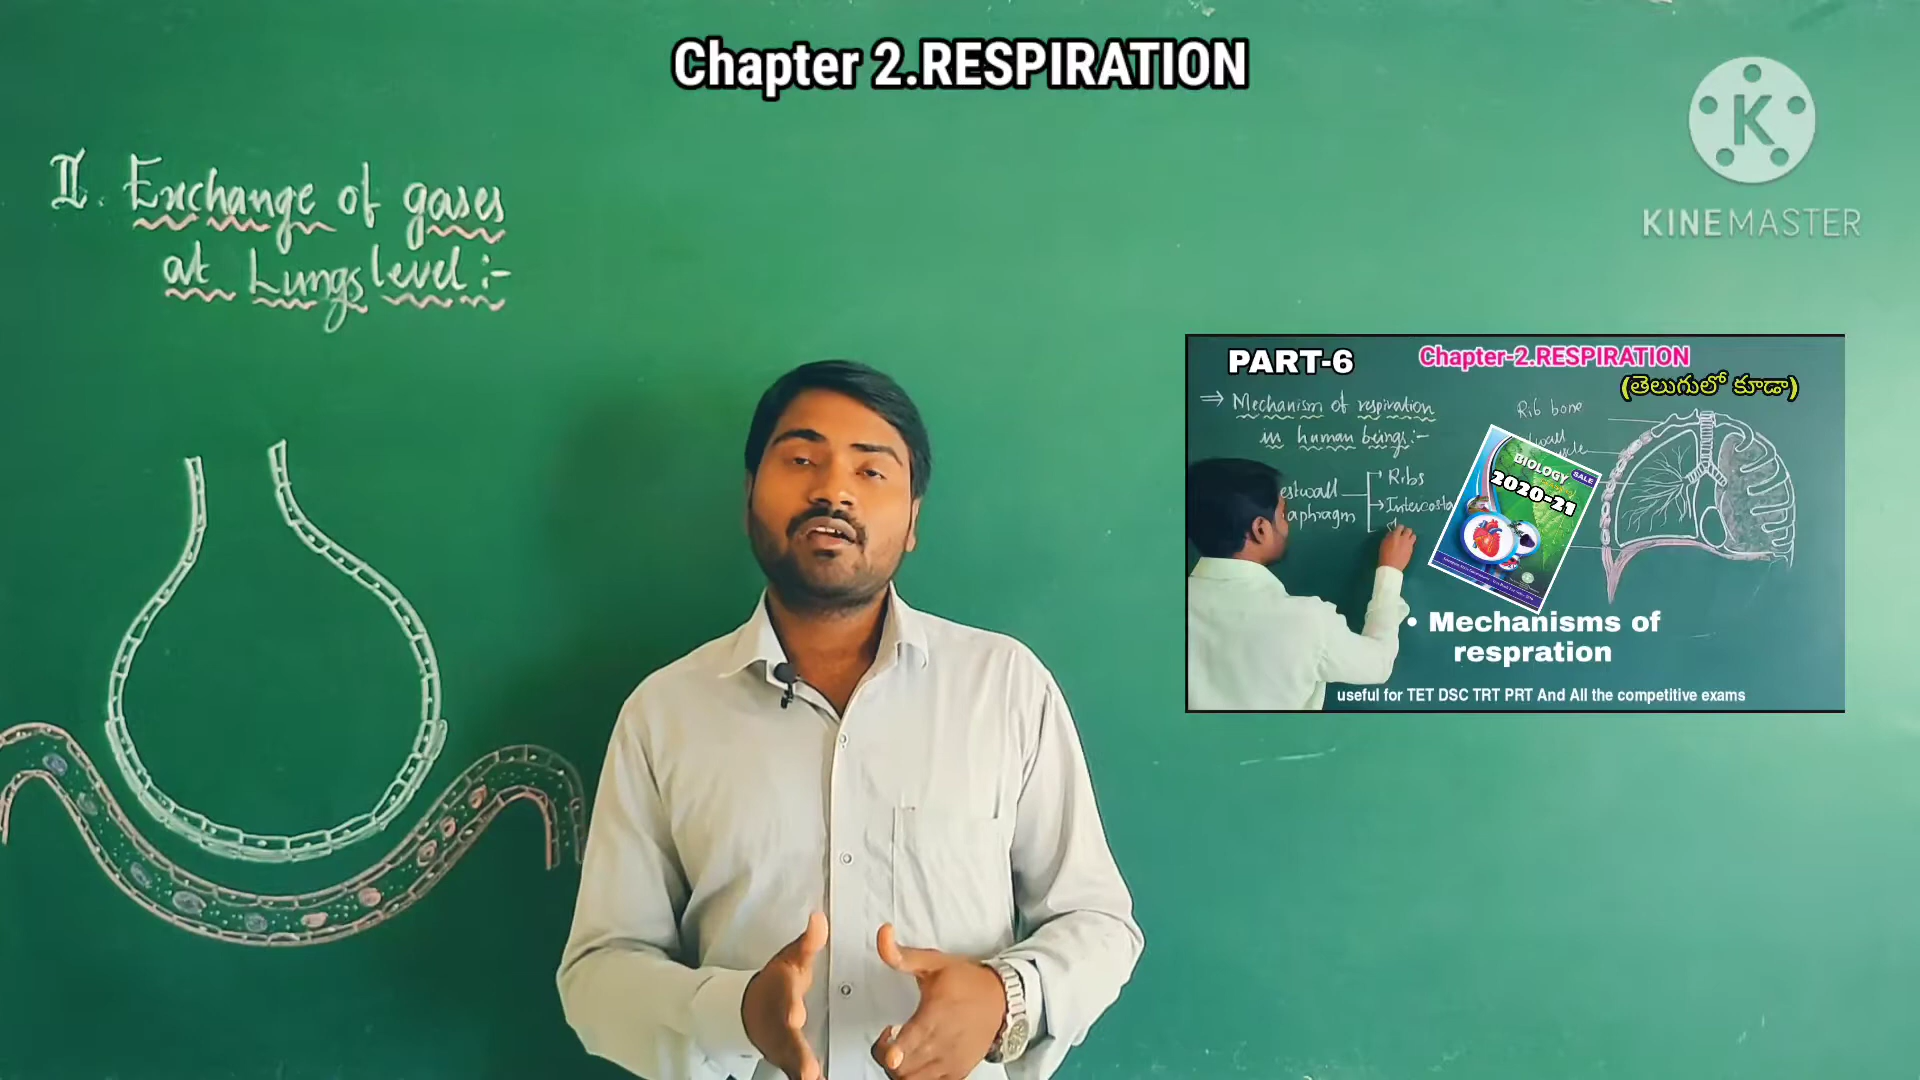 Chapter 2.RESPIRATION
KINEMASTER
II. Exchange of gases
at Lungs level:-
PART-6
Chapter-2.RESPIRATION
(తెలుగులో కూడా)
⇒ Mechanism of respiration
in human beings:-
Rib bone
Ribs
BIOLOGY
SALE
2020-21
• Mechanisms of
respration
useful for TET DSC TRT PRT And All the competitive exams